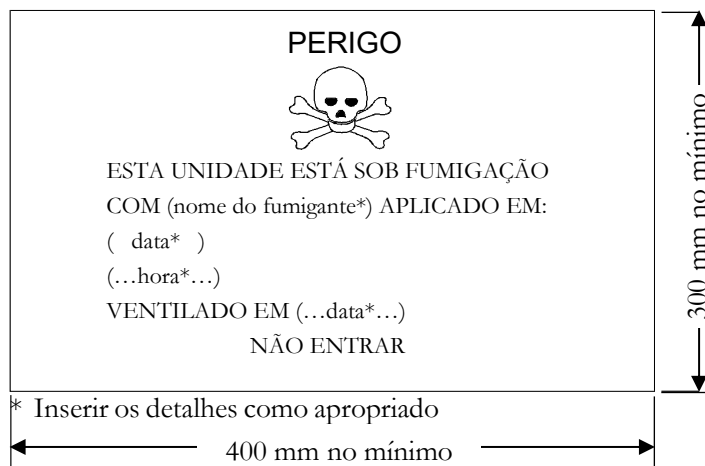 PERIGO
ESTA UNIDADE ESTÁ SOB FUMIGAÇÃO
COM (nome do fumigante*) APLICADO EM:
( data* )
(…hora*…)
VENTILADO EM (…data*…)
NÃO ENTRAR
300 mm no mínimo
* Inserir os detalhes como apropriado
400 mm no mínimo